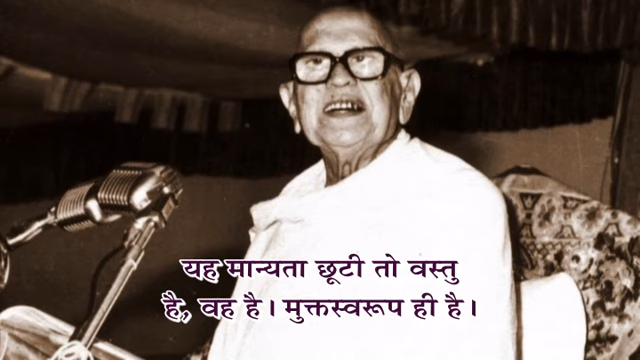 यह मान्यता छूटी तो वस्तु
है, वह है। मुक्तस्वरूप ही है।